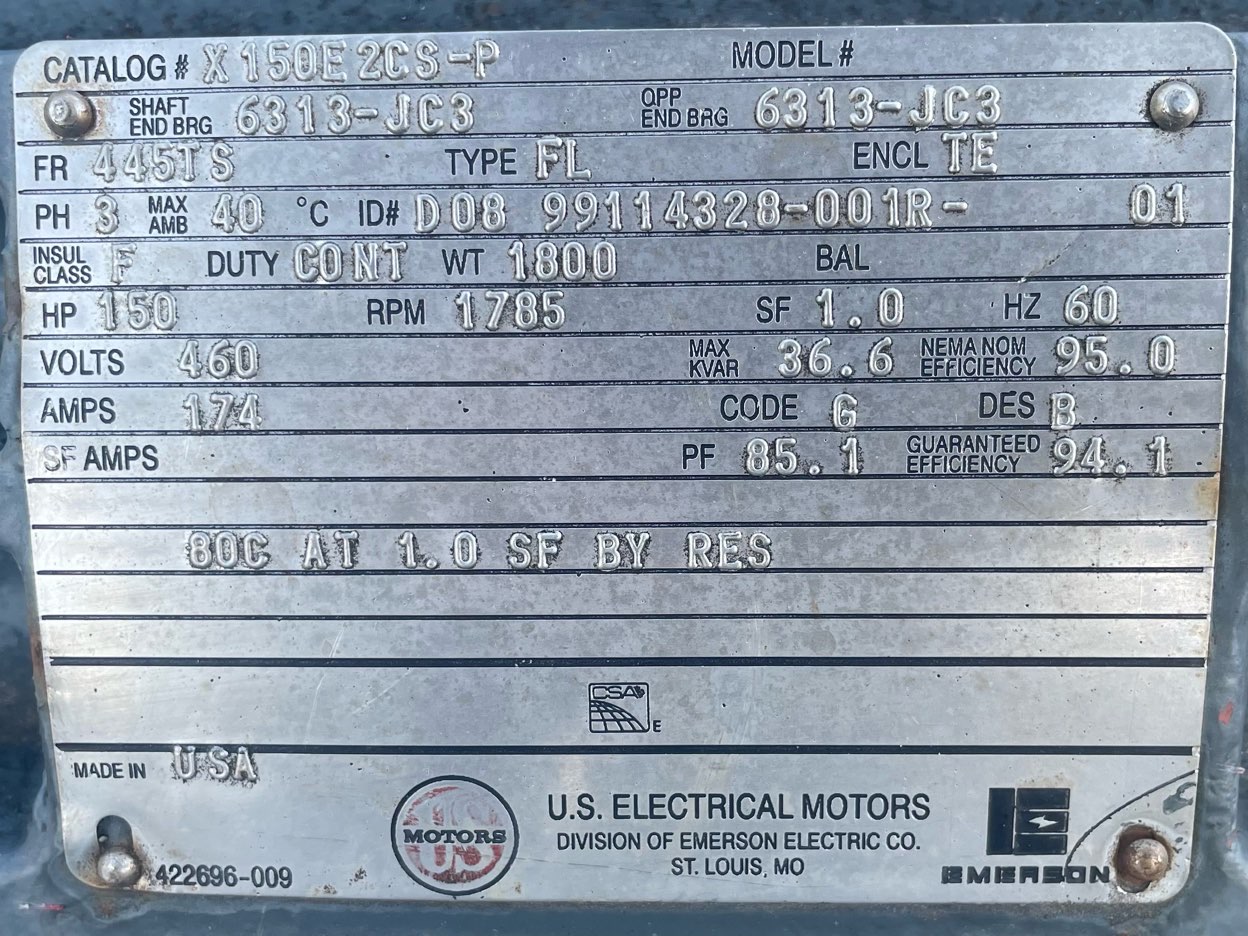 CATALOG # X150E2CS-P MODEL #
SHAFT END BRG 6313-JC3 OPP END BRG 6313-JC3
FR 445TS TYPE FL ENCL TE
PH 3 MAX AMB 40 °C ID# D08 99114328-001R- 01
INSUL CLASS F DUTY CONT WT 1800 BAL
HP 150 RPM 1785 SF 1.0 HZ 60
VOLTS 460 MAX KVAR 36.6 NEMA NOM EFFICIENCY 95.0
AMPS 174 CODE G DES B
SF AMPS PF 85.1 GUARANTEED EFFICIENCY 94.1
80C AT 1.0 SF BY RES
CSA
E
MADE IN USA
US MOTORS
U.S. ELECTRICAL MOTORS
DIVISION OF EMERSON ELECTRIC CO.
ST. LOUIS, MO
EMERSON
422696-009